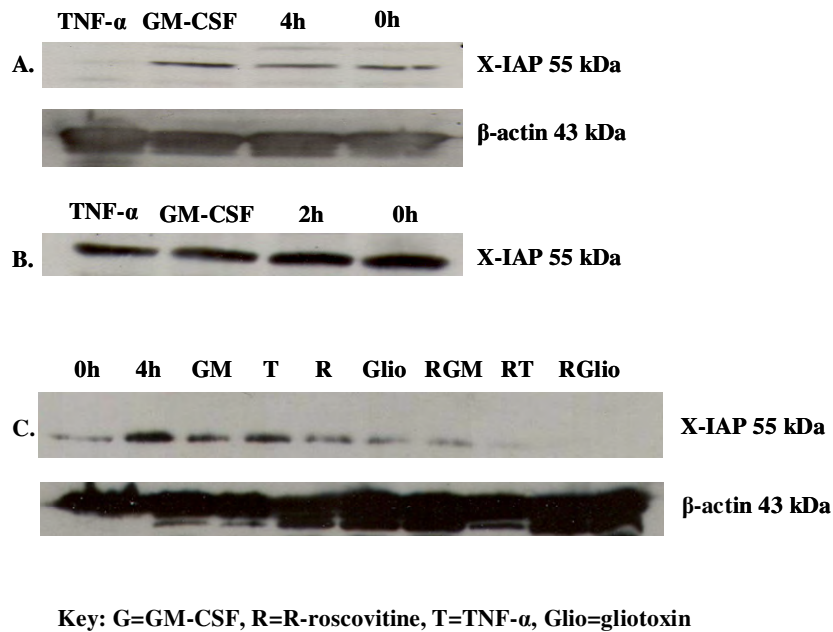 TNF-α GM-CSF 4h 0h
A. X-IAP 55 kDa
β-actin 43 kDa
TNF-α GM-CSF 2h 0h
B. X-IAP 55 kDa
0h 4h GM T R Glio RGM RT RGlio
C. X-IAP 55 kDa
β-actin 43 kDa
Key: G=GM-CSF, R=R-roscovitine, T=TNF-α, Glio=gliotoxin